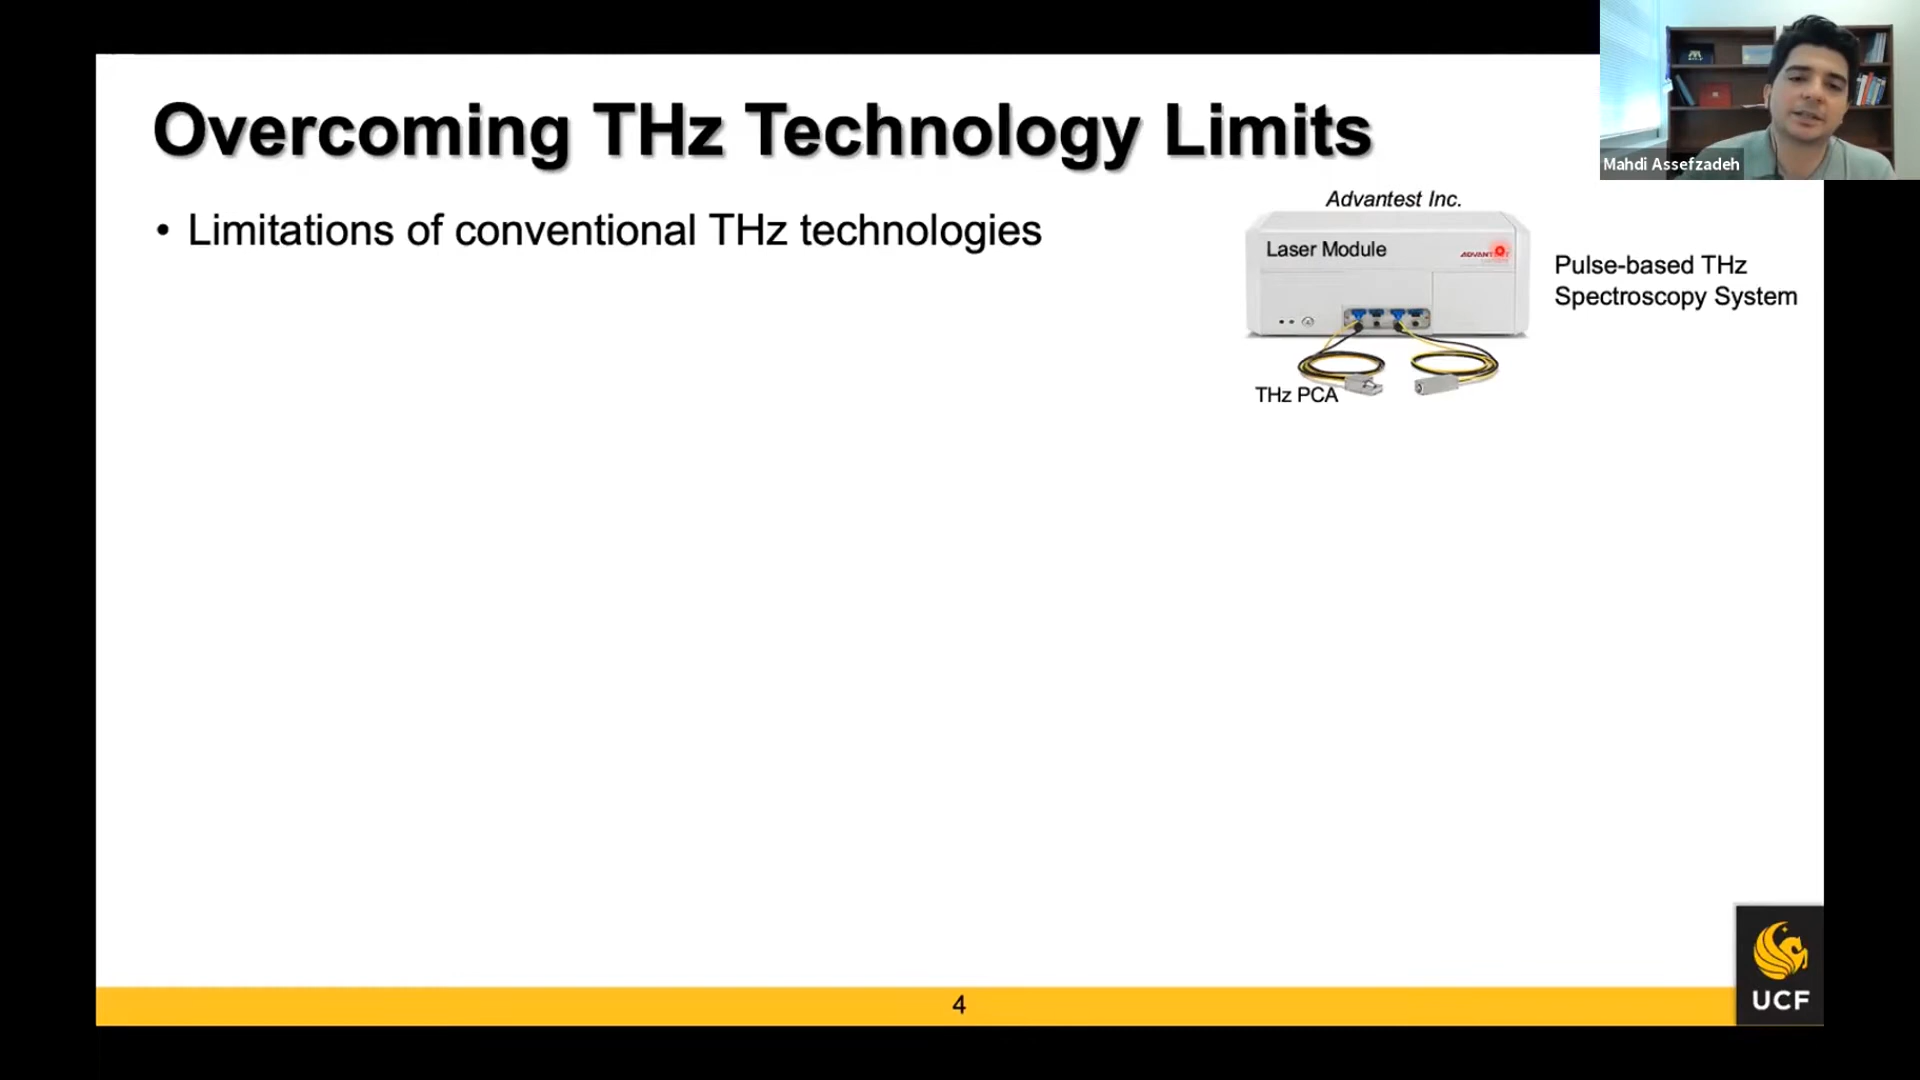 Overcoming THz Technology Limits
Mahdi Assefzadeh
• Limitations of conventional THz technologies
Advantest Inc.
Laser Module
Pulse-based THz
Spectroscopy System
THz PCA
4
UCF